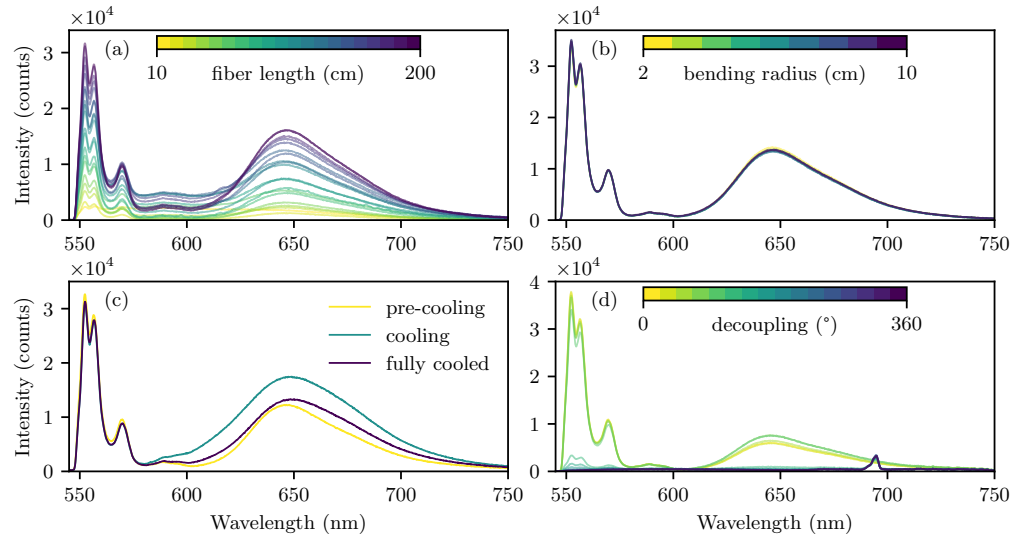 ×10⁴
(a)
10 fiber length (cm) 200
Intensity (counts)
3
2
1
0
550 600 650 700 750
×10⁴
(b)
2 bending radius (cm) 10
3
2
1
0
550 600 650 700 750
×10⁴
(c)
pre-cooling
cooling
fully cooled
Intensity (counts)
3
2
1
0
550 600 650 700 750
Wavelength (nm)
×10⁴
(d)
0 decoupling (°) 360
4
3
2
1
0
550 600 650 700 750
Wavelength (nm)